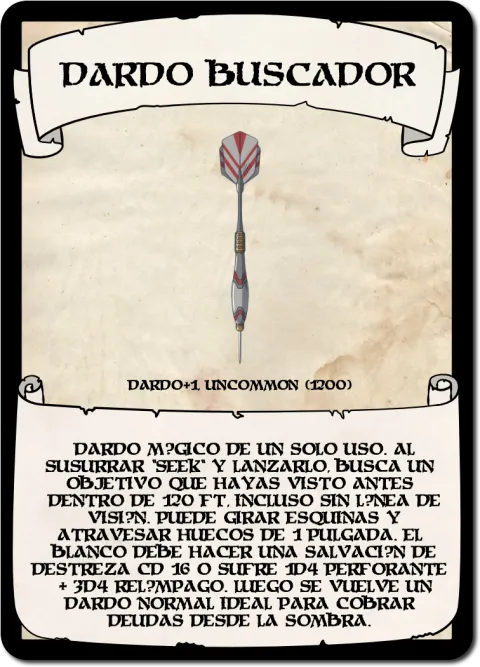 DARDO BUSCADOR
DARDO+1, UNCOMMON (1200)
DARDO M?GICO DE UN SOLO USO. AL
SUSURRAR "SEEK" Y LANZARLO, BUSCA UN
OBJETIVO QUE HAYAS VISTO ANTES
DENTRO DE 120 FT, INCLUSO SIN L?NEA DE
VISI?N. PUEDE GIRAR ESQUINAS Y
ATRAVESAR HUECOS DE 1 PULGADA. EL
BLANCO DEBE HACER UNA SALVACI?N DE
DESTREZA CD 16 O SUFRE 1D4 PERFORANTE
+ 3D4 REL?MPAGO. LUEGO SE VUELVE UN
DARDO NORMAL IDEAL PARA COBRAR
DEUDAS DESDE LA SOMBRA.